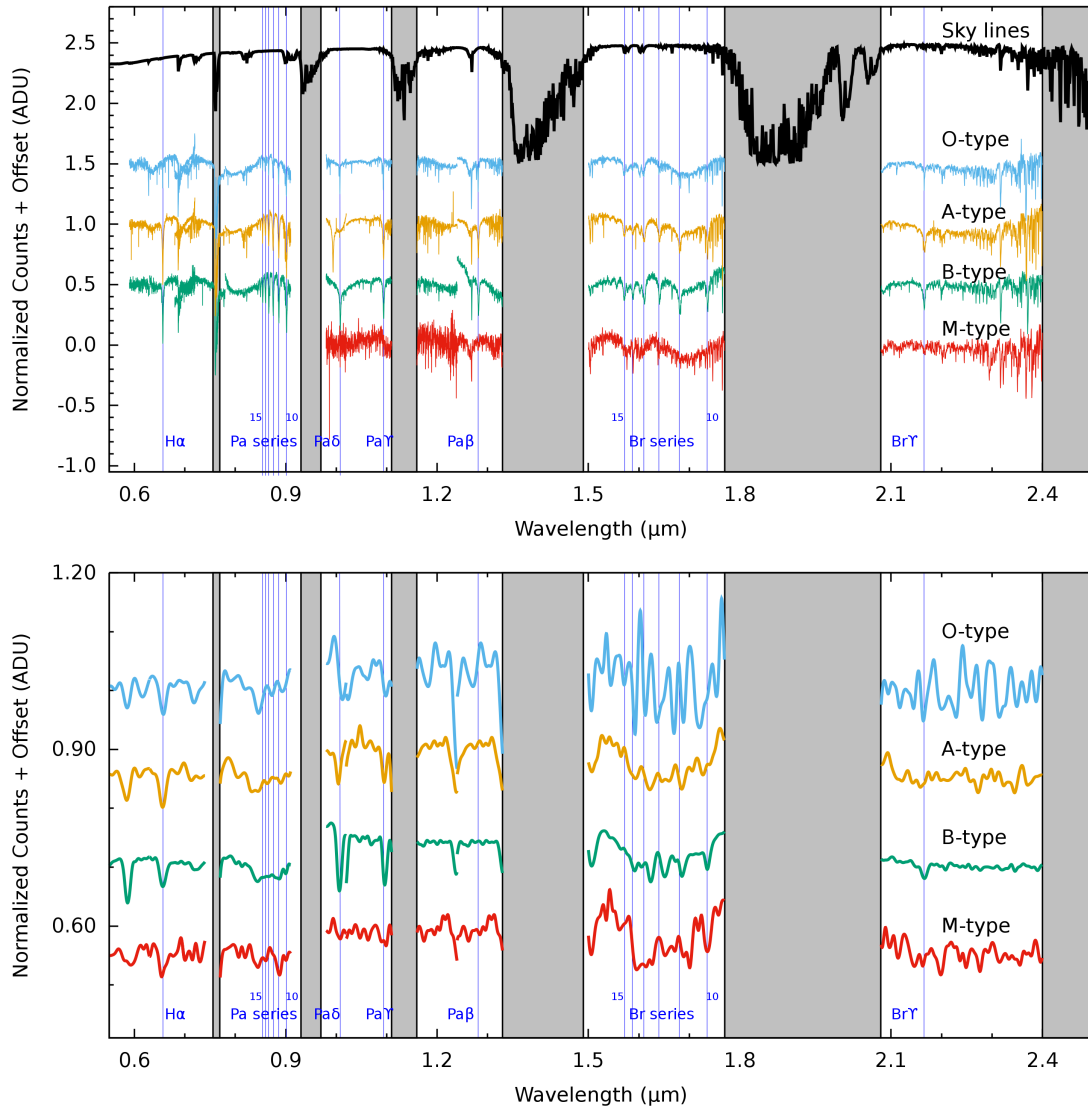 2.5
2.0
1.5
1.0
0.5
0.0
-0.5
-1.0
Normalized Counts + Offset (ADU)
Sky lines
O-type
A-type
B-type
M-type
15 10 15 10
Hα Pa series Paδ Paϒ Paβ Br series Brϒ
0.6 0.9 1.2 1.5 1.8 2.1 2.4
Wavelength (μm)
1.20
0.90
0.60
Normalized Counts + Offset (ADU)
O-type
A-type
B-type
M-type
15 10 15 10
Hα Pa series Paδ Paϒ Paβ Br series Brϒ
0.6 0.9 1.2 1.5 1.8 2.1 2.4
Wavelength (μm)